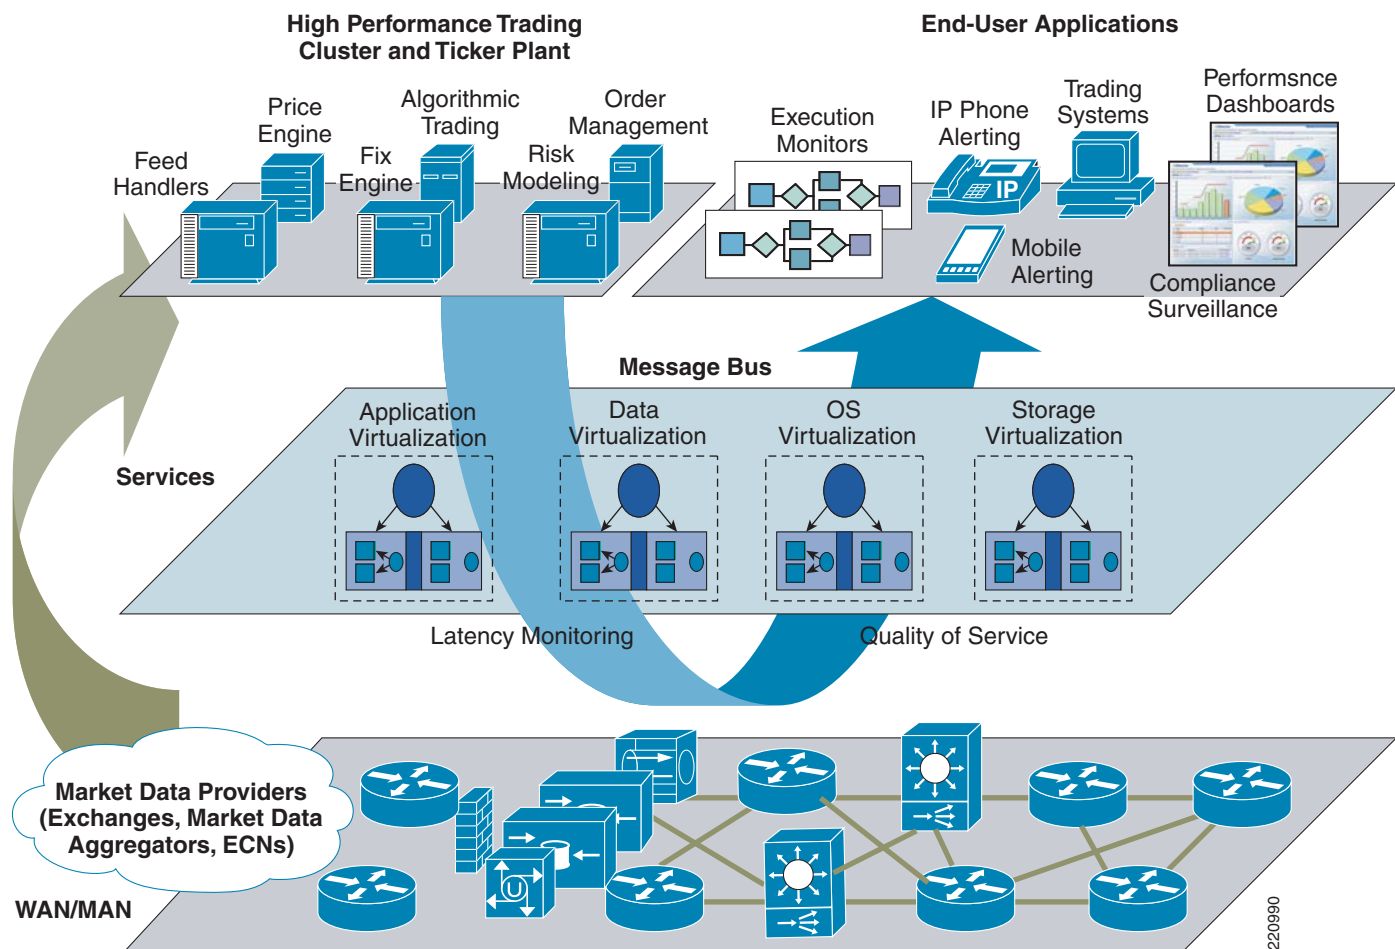 High Performance Trading
Cluster and Ticker Plant
End-User Applications
Feed
Handlers
Price
Engine
Fix
Engine
Algorithmic
Trading
Risk
Modeling
Order
Management
Execution
Monitors
IP Phone
Alerting
IP
Trading
Systems
Performsnce
Dashboards
Mobile
Alerting
Compliance
Surveillance
Message Bus
Services
Application
Virtualization
Data
Virtualization
OS
Virtualization
Storage
Virtualization
Latency Monitoring
Quality of Service
Market Data Providers
(Exchanges, Market Data
Aggregators, ECNs)
U
WAN/MAN
220990